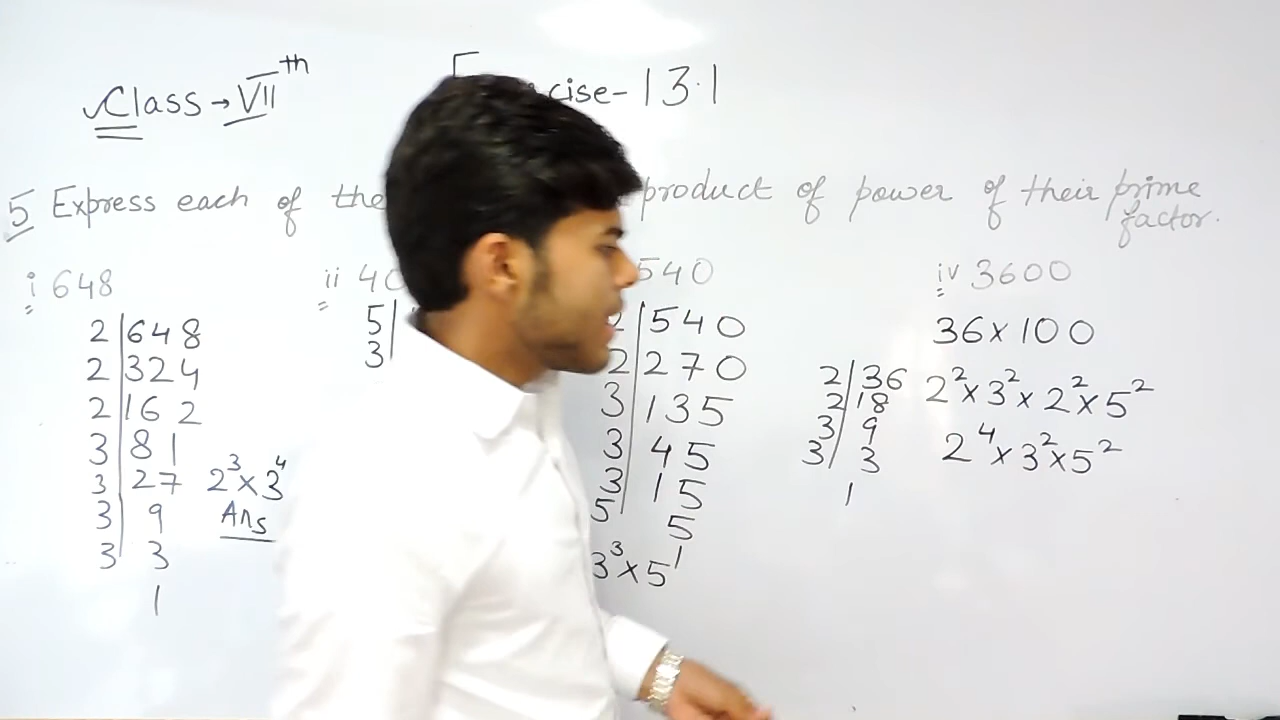 Class → VIIth
cise - 13.1
5 Express each of the product of power of their prime
factor.
i 648
2 | 648
2 | 324
2 | 162
3 | 81
3 | 27
3 | 9
3 | 3
1
2³ x 3⁴
Ans
ii 40
5
3
540
2 | 540
2 | 270
3 | 135
3 | 45
3 | 15
5 | 5
1
3³ x 5
iv 3600
36 x 100
2 | 36
2 | 18
3 | 9
3 | 3
1
2² x 3² x 2² x 5²
2⁴ x 3² x 5²